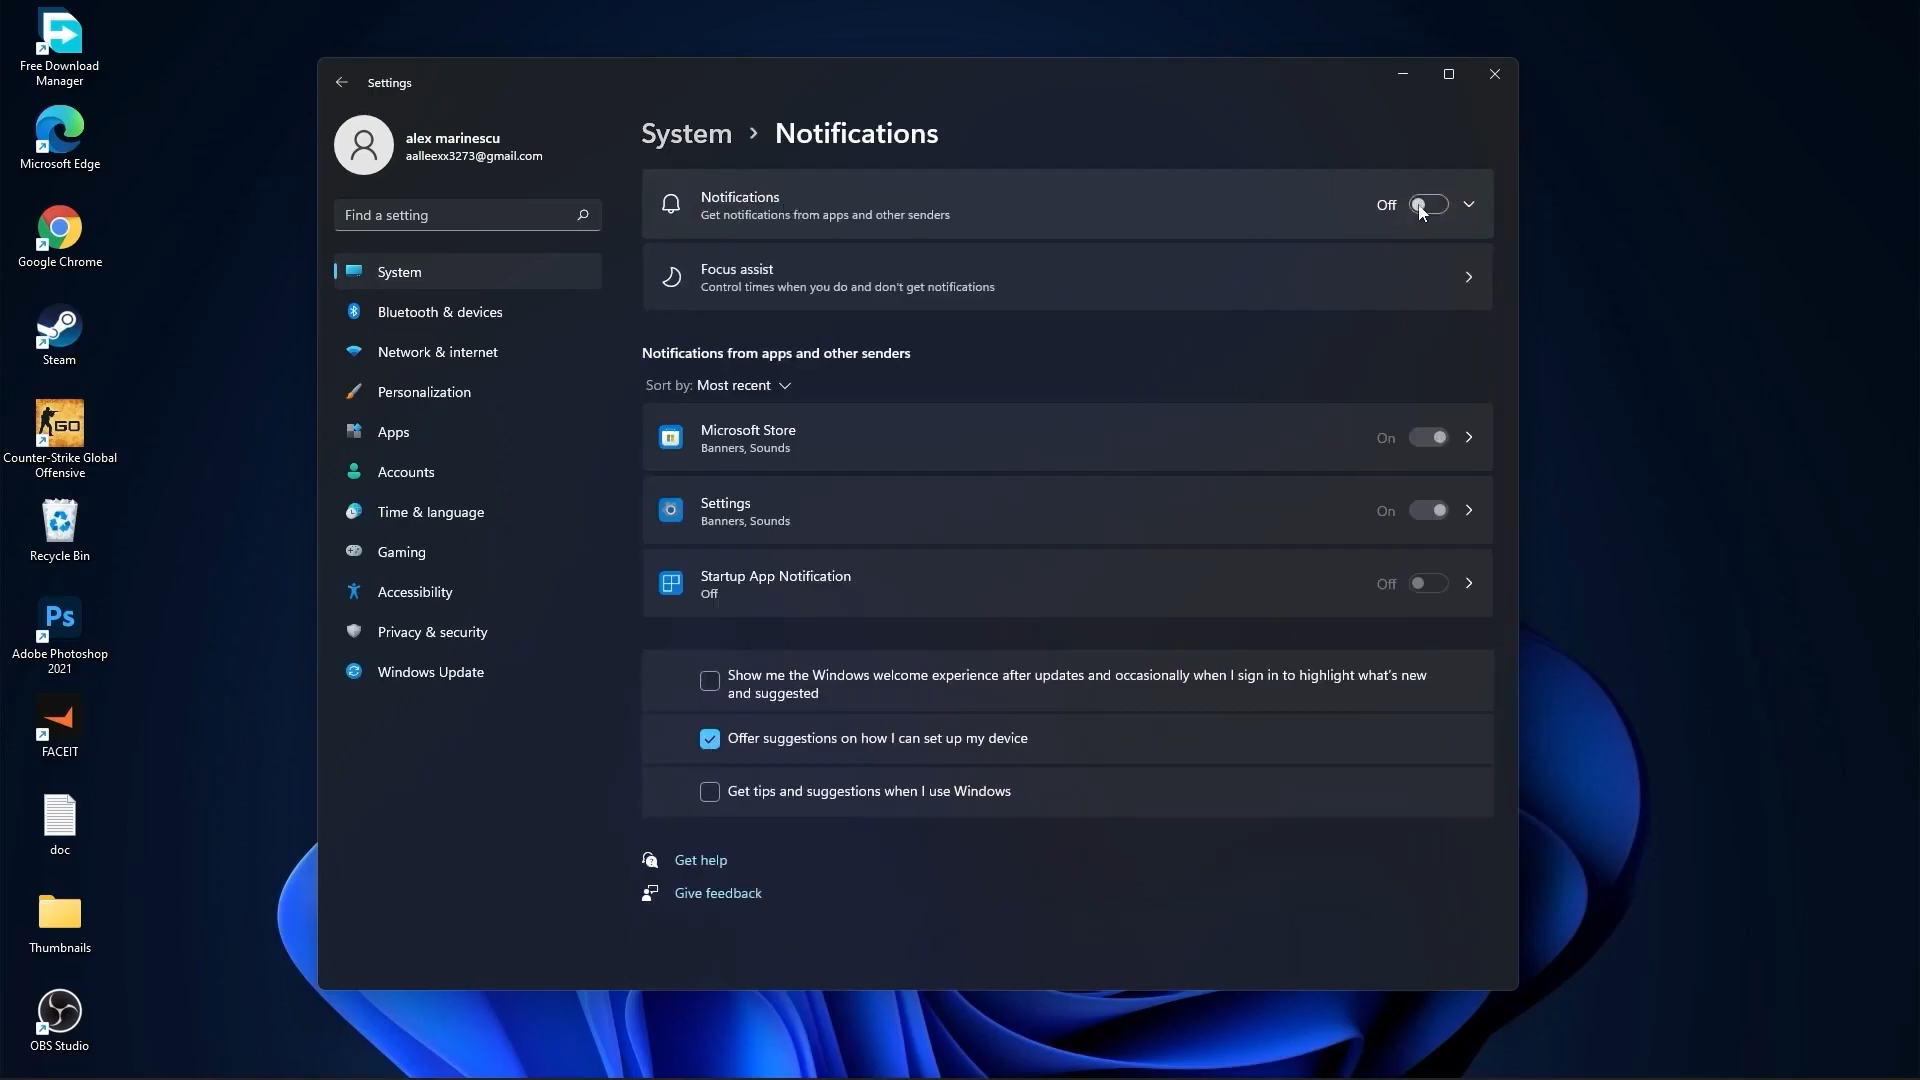 Free Download
Manager
Microsoft Edge
Google Chrome
Steam
GO
Counter-Strike Global
Offensive
Recycle Bin
Ps
Adobe Photoshop
2021
FACEIT
doc
Thumbnails
OBS Studio
Settings
alex marinescu
aalleexx3273@gmail.com
Find a setting
System
Bluetooth & devices
Network & internet
Personalization
Apps
Accounts
Time & language
Gaming
Accessibility
Privacy & security
Windows Update
System > Notifications
Notifications
Get notifications from apps and other senders
Off
Focus assist
Control times when you do and don't get notifications
Notifications from apps and other senders
Sort by: Most recent
Microsoft Store
Banners, Sounds
On
Settings
Banners, Sounds
On
Startup App Notification
Off
Off
Show me the Windows welcome experience after updates and occasionally when I sign in to highlight what's new
and suggested
Offer suggestions on how I can set up my device
Get tips and suggestions when I use Windows
Get help
Give feedback